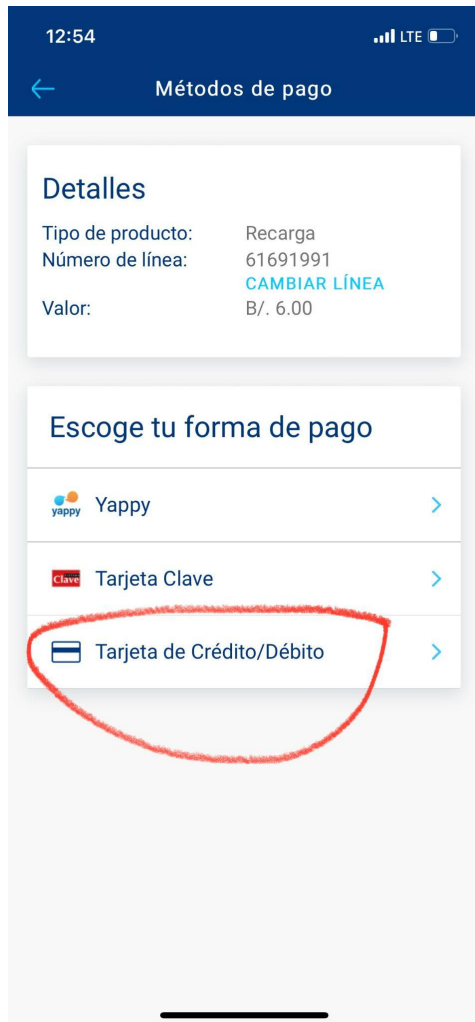 12:54
LTE
Métodos de pago
Detalles
Tipo de producto: Recarga
Número de línea: 61691991
CAMBIAR LÍNEA
Valor: B/. 6.00
Escoge tu forma de pago
yappy Yappy
Clave Tarjeta Clave
Tarjeta de Crédito/Débito